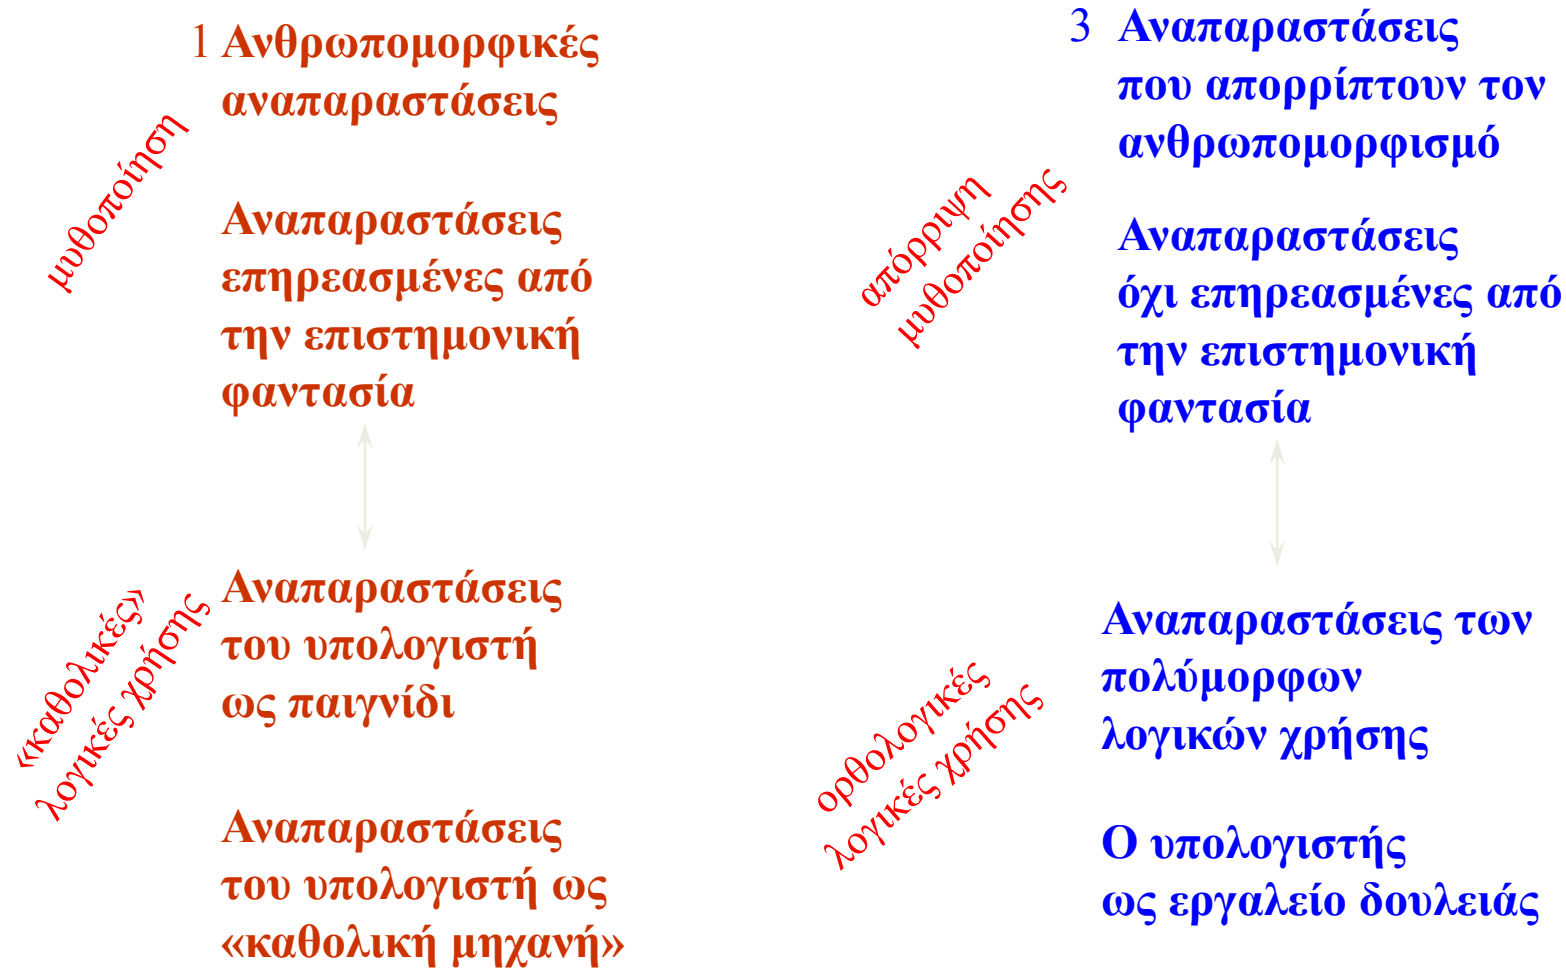 1 Ανθρωπομορφικές
αναπαραστάσεις
μυθοποίηση
Αναπαραστάσεις
επηρεασμένες από
την επιστημονική
φαντασία
«καθολικές»
λογικές χρήσης
Αναπαραστάσεις
του υπολογιστή
ως παιγνίδι
Αναπαραστάσεις
του υπολογιστή ως
«καθολική μηχανή»
3 Αναπαραστάσεις
που απορρίπτουν τον
ανθρωπομορφισμό
απόρριψη
μυθοποίησης
Αναπαραστάσεις
όχι επηρεασμένες από
την επιστημονική
φαντασία
ορθολογικές
λογικές χρήσης
Αναπαραστάσεις των
πολύμορφων
λογικών χρήσης
Ο υπολογιστής
ως εργαλείο δουλειάς